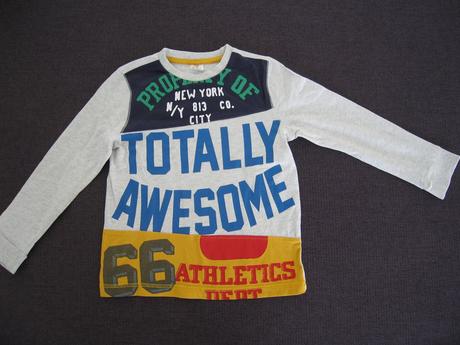 PROPERTY OF
NEW YORK
N/Y 813 CO.
CITY
TOTALLY
AWESOME
66 ATHLETICS
DEPT